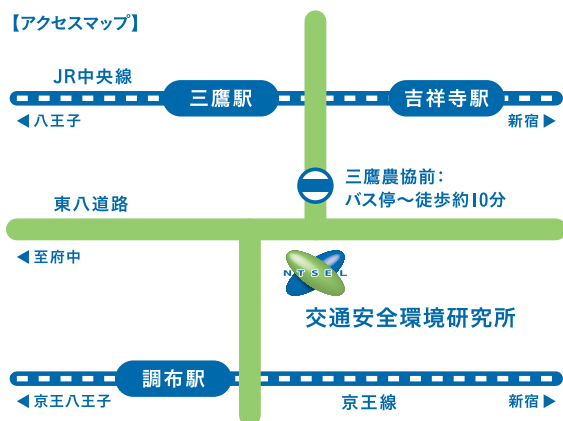 【アクセスマップ】
JR中央線
三鷹駅
吉祥寺駅
◀八王子
新宿▶
三鷹農協前：
バス停～徒歩約10分
東八道路
◀至府中
NTSEL
交通安全環境研究所
調布駅
◀京王八王子
京王線
新宿▶